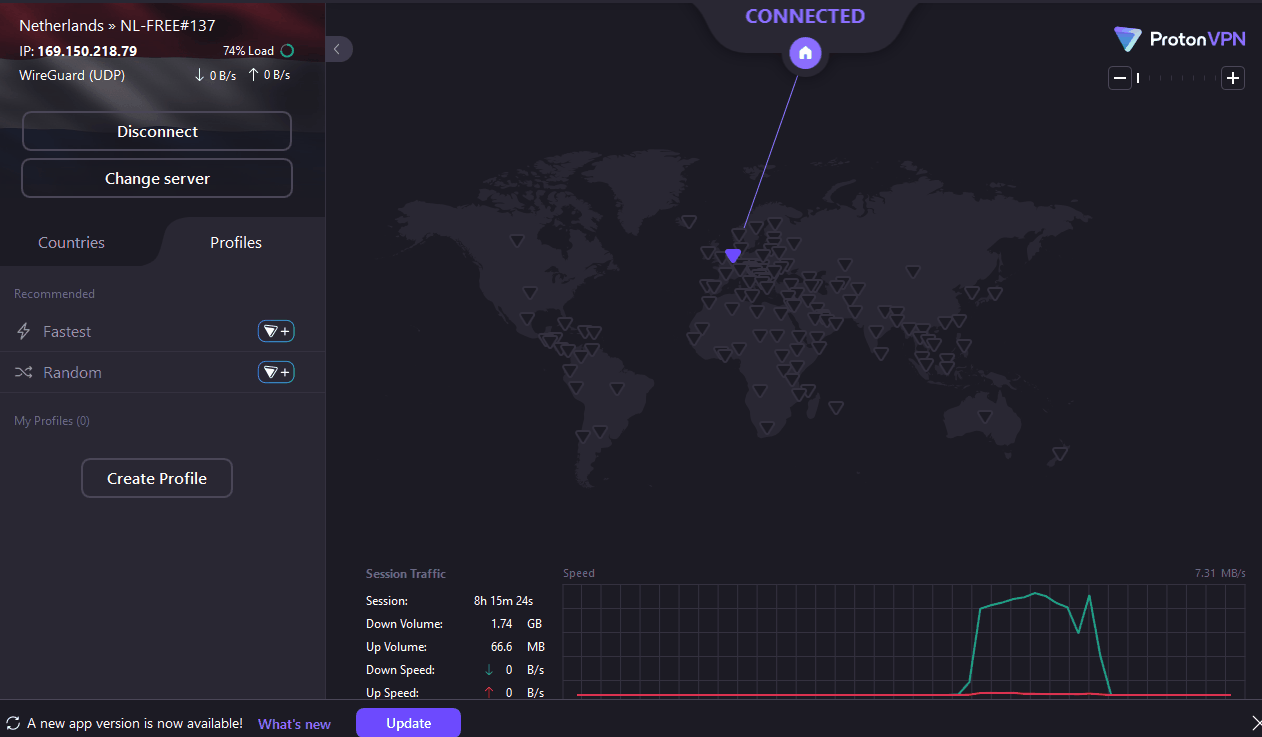 Netherlands » NL-FREE#137
IP: 169.150.218.79
74% Load
WireGuard (UDP)
0 B/s
0 B/s
Disconnect
Change server
Countries
Profiles
Recommended
Fastest
+
Random
+
My Profiles (0)
Create Profile
CONNECTED
ProtonVPN
Session Traffic
Session: 8h 15m 24s
Down Volume: 1.74 GB
Up Volume: 66.6 MB
Down Speed: 0 B/s
Up Speed: 0 B/s
Speed
7.31 MB/s
A new app version is now available! What's new
Update